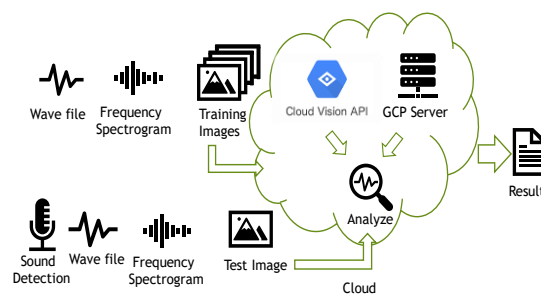 Cloud Vision API
GCP Server
Wave file
Frequency
Spectrogram
Training
Images
Result
Analyze
Sound
Detection
Wave file
Frequency
Spectrogram
Test Image
Cloud